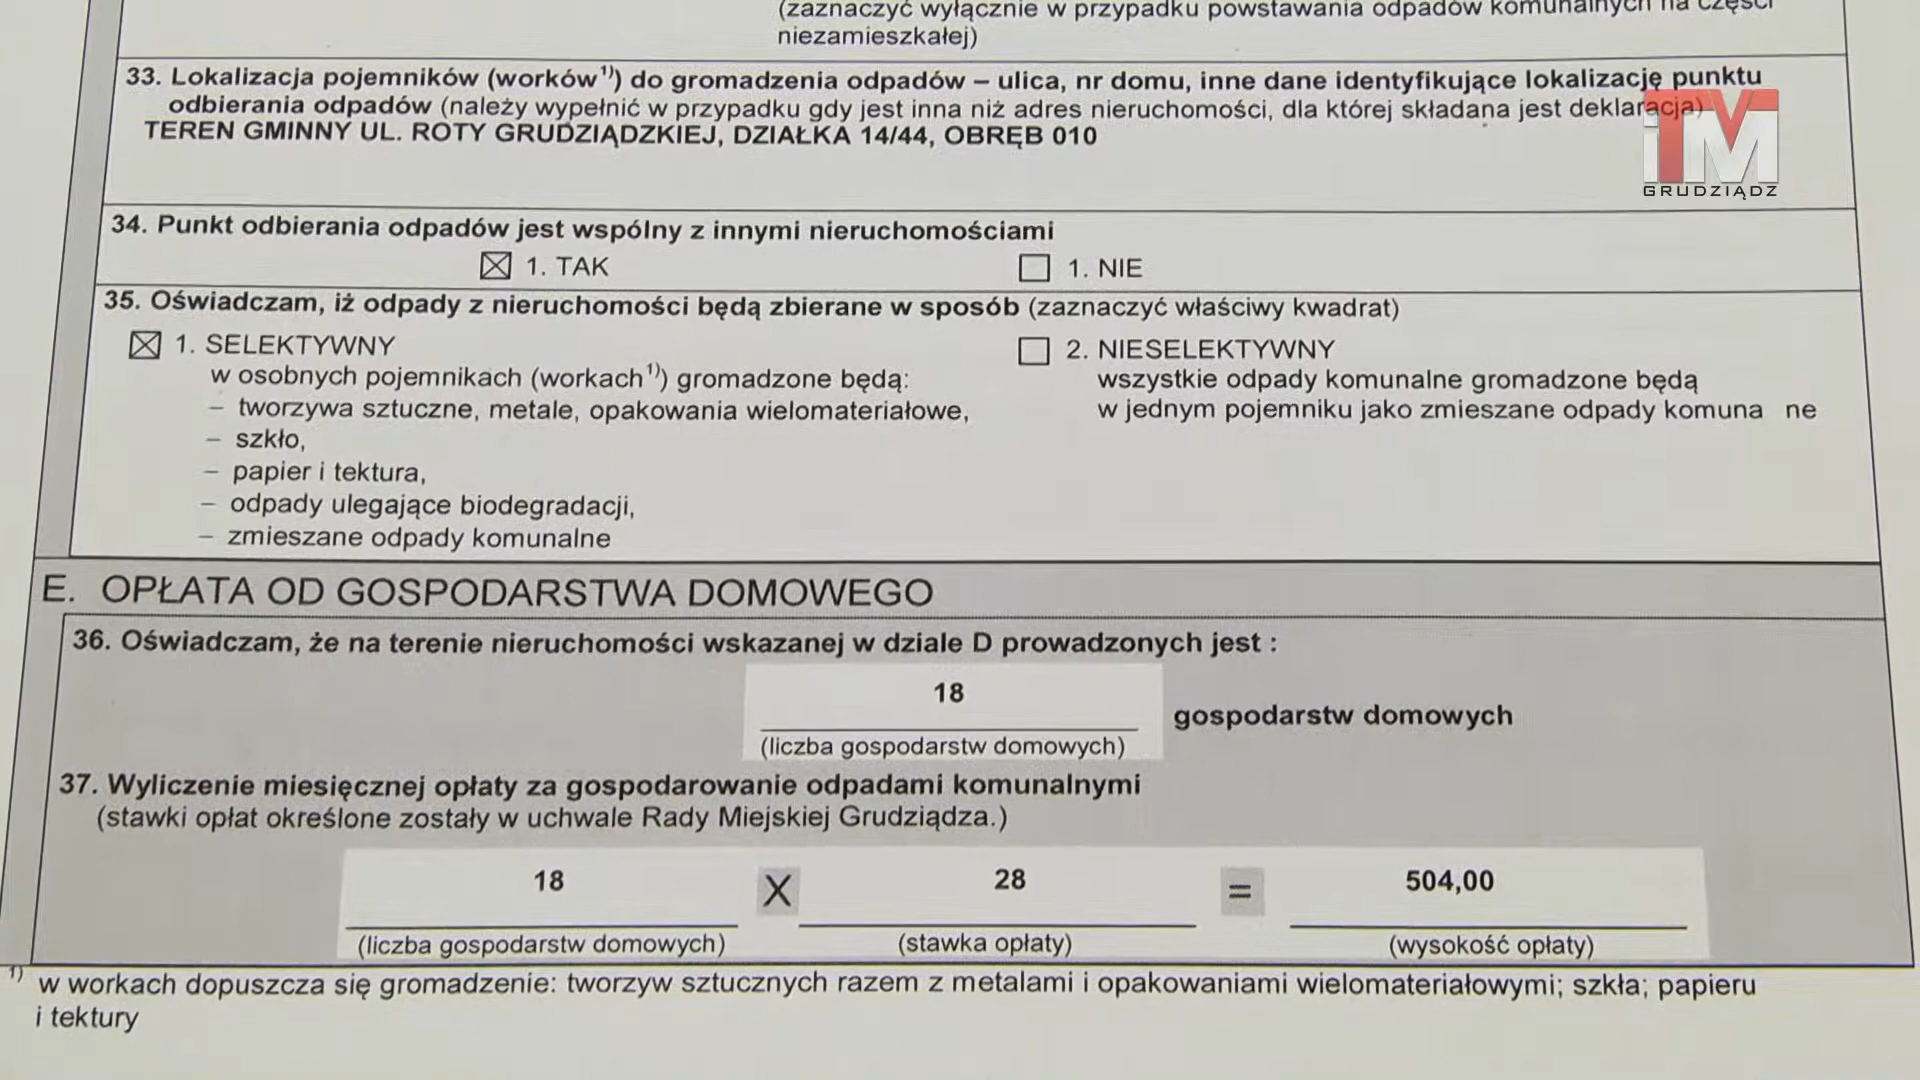 (zaznaczyć wyłącznie w przypadku powstawania odpadów komunalnych na części
niezamieszkałej)
33. Lokalizacja pojemników (worków¹⁾) do gromadzenia odpadów – ulica, nr domu, inne dane identyfikujące lokalizację punktu
odbierania odpadów (należy wypełnić w przypadku gdy jest inna niż adres nieruchomości, dla której składana jest deklaracja)
TEREN GMINNY UL. ROTY GRUDZIĄDZKIEJ, DZIAŁKA 14/44, OBRĘB 010
iTM
GRUDZIĄDZ
34. Punkt odbierania odpadów jest wspólny z innymi nieruchomościami
1. TAK
1. NIE
35. Oświadczam, iż odpady z nieruchomości będą zbierane w sposób (zaznaczyć właściwy kwadrat)
1. SELEKTYWNY
w osobnych pojemnikach (workach¹⁾) gromadzone będą:
– tworzywa sztuczne, metale, opakowania wielomateriałowe,
– szkło,
– papier i tektura,
– odpady ulegające biodegradacji,
– zmieszane odpady komunalne
2. NIESELEKTYWNY
wszystkie odpady komunalne gromadzone będą
w jednym pojemniku jako zmieszane odpady komuna ne
E. OPŁATA OD GOSPODARSTWA DOMOWEGO
36. Oświadczam, że na terenie nieruchomości wskazanej w dziale D prowadzonych jest :
18
gospodarstw domowych
(liczba gospodarstw domowych)
37. Wyliczenie miesięcznej opłaty za gospodarowanie odpadami komunalnymi
(stawki opłat określone zostały w uchwale Rady Miejskiej Grudziądza.)
18 X 28 = 504,00
(liczba gospodarstw domowych) (stawka opłaty) (wysokość opłaty)
¹⁾ w workach dopuszcza się gromadzenie: tworzyw sztucznych razem z metalami i opakowaniami wielomateriałowymi; szkła; papieru
i tektury